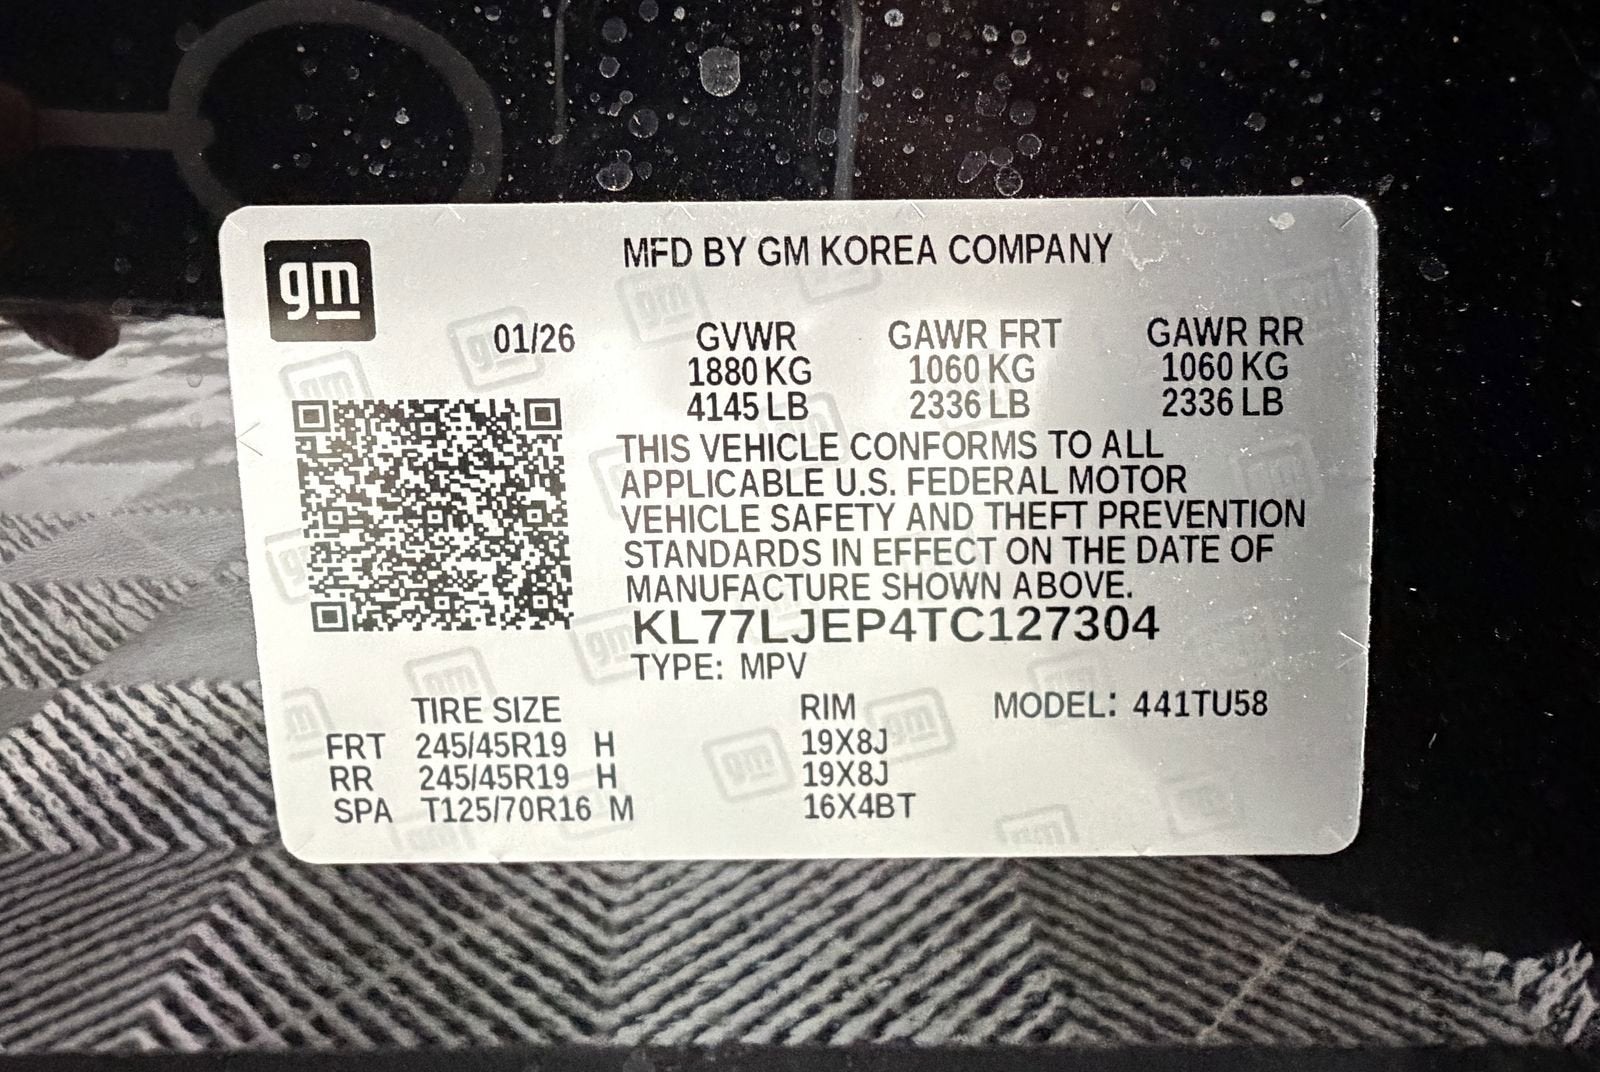 gm
MFD BY GM KOREA COMPANY
01/26 GVWR GAWR FRT GAWR RR
1880 KG 1060 KG 1060 KG
4145 LB 2336 LB 2336 LB
THIS VEHICLE CONFORMS TO ALL
APPLICABLE U.S. FEDERAL MOTOR
VEHICLE SAFETY AND THEFT PREVENTION
STANDARDS IN EFFECT ON THE DATE OF
MANUFACTURE SHOWN ABOVE.
KL77LJEP4TC127304
TYPE: MPV
TIRE SIZE RIM MODEL: 441TU58
FRT 245/45R19 H 19X8J
RR 245/45R19 H 19X8J
SPA T125/70R16 M 16X4BT